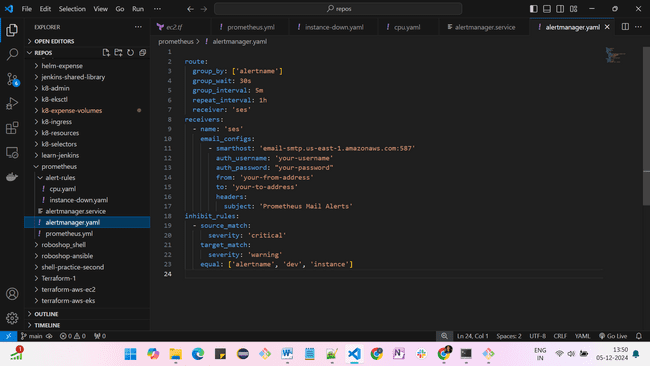 File Edit Selection View Go Run ···
repos
EXPLORER ···
OPEN EDITORS
REPOS
helm-expense
jenkins-shared-library
k8-admin
k8-eksctl
k8-expense-volumes
k8-ingress
k8-resources
k8-selectors
learn-jenkins
prometheus
alert-rules
cpu.yaml
instance-down.yaml
alertmanager.service
alertmanager.yaml
prometheus.yml
roboshop_shell
roboshop-ansible
shell-practice-second
Terraform-1
terraform-aws-ec2
terraform-aws-eks
OUTLINE
TIMELINE
ec2.tf ! prometheus.yml ! instance-down.yaml ! cpu.yaml alertmanager.service ! alertmanager.yaml
prometheus > ! alertmanager.yaml
1
2 route:
3 group_by: ['alertname']
4 group_wait: 30s
5 group_interval: 5m
6 repeat_interval: 1h
7 receiver: 'ses'
8 receivers:
9 - name: 'ses'
10 email_configs:
11 - smarthost: 'email-smtp.us-east-1.amazonaws.com:587'
12 auth_username: 'your-username'
13 auth_password: "your-password"
14 from: 'your-from-address'
15 to: 'your-to-address'
16 headers:
17 subject: 'Prometheus Mail Alerts'
18 inhibit_rules:
19 - source_match:
20 severity: 'critical'
21 target_match:
22 severity: 'warning'
23 equal: ['alertname', 'dev', 'instance']
24
main 0 0 0 Ln 24, Col 1 Spaces: 2 UTF-8 CRLF YAML Go Live
ENG
IN
13:50
05-12-2024